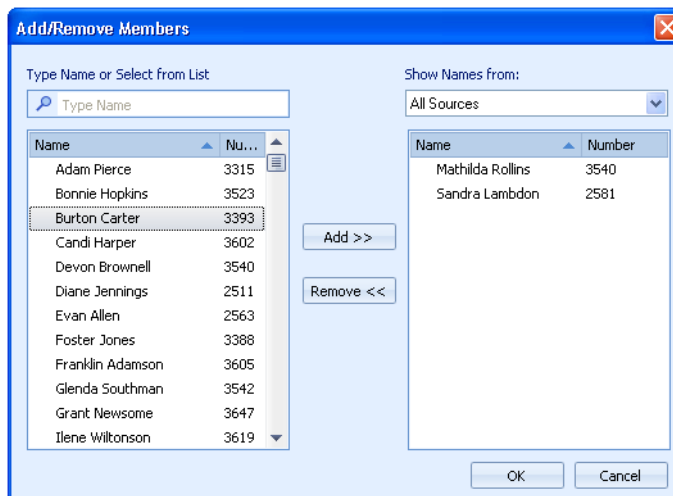 Add/Remove Members
Type Name or Select from List
Show Names from:
Type Name
All Sources
Name Nu...
Name Number
Adam Pierce 3315
Mathilda Rollins 3540
Bonnie Hopkins 3523
Sandra Lambdon 2581
Burton Carter 3393
Candi Harper 3602
Add >>
Devon Brownell 3540
Diane Jennings 2511
Remove <<
Evan Allen 2563
Foster Jones 3388
Franklin Adamson 3605
Glenda Southman 3542
Grant Newsome 3647
Ilene Wiltonson 3619
OK Cancel